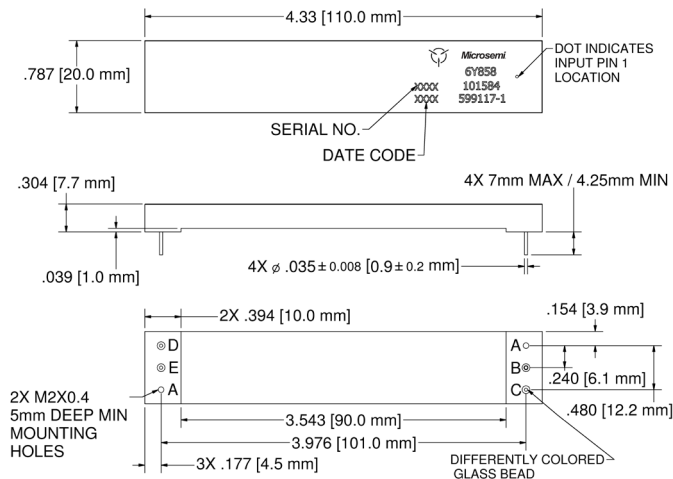 4.33 [110.0 mm]
.787 [20.0 mm]
Microsemi
6Y858
XXXX 101584
XXXX 599117-1
DOT INDICATES
INPUT PIN 1
LOCATION
SERIAL NO.
DATE CODE
.304 [7.7 mm]
4X 7mm MAX / 4.25mm MIN
.039 [1.0 mm]
4X ⌀ .035±0.008 [0.9±0.2 mm]
2X .394 [10.0 mm]
.154 [3.9 mm]
D
E
A
A
B
C
.240 [6.1 mm]
.480 [12.2 mm]
2X M2X0.4
5mm DEEP MIN
MOUNTING
HOLES
3.543 [90.0 mm]
3.976 [101.0 mm]
3X .177 [4.5 mm]
DIFFERENTLY COLORED
GLASS BEAD